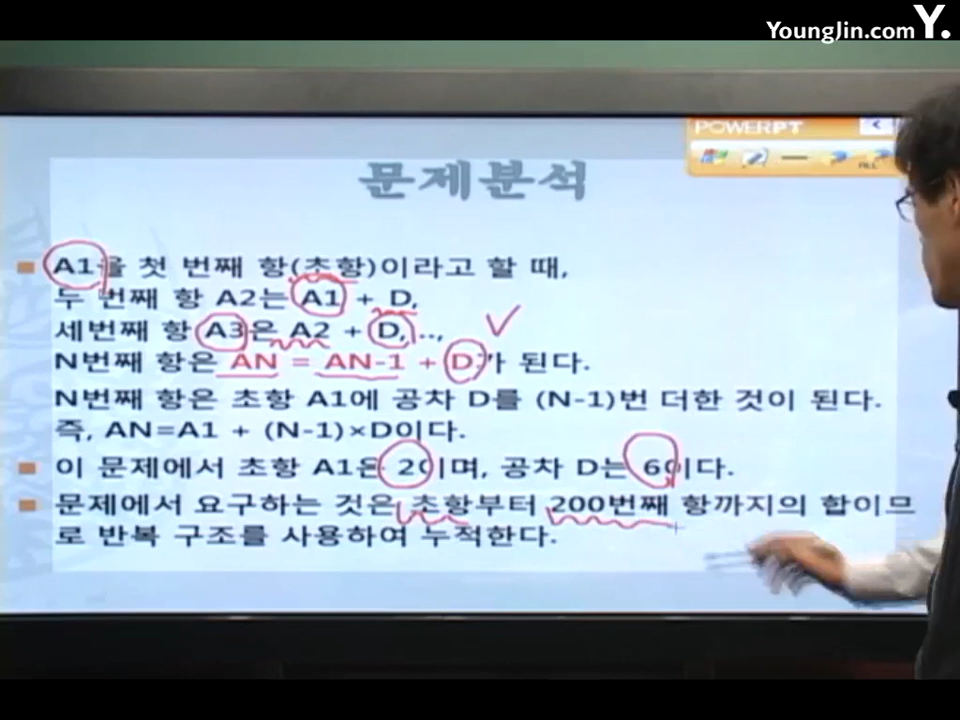 YoungJin.com Y.
POWERPT
ALL
문제분석
A1을 첫 번째 항(초항)이라고 할 때,
두 번째 항 A2는 A1 + D,
세번째 항 A3은 A2 + D, …,
N번째 항은 AN = AN-1 + D가 된다.
N번째 항은 초항 A1에 공차 D를 (N-1)번 더한 것이 된다.
즉, AN=A1 + (N-1)×D이다.
이 문제에서 초항 A1은 2이며, 공차 D는 6이다.
문제에서 요구하는 것은 초항부터 200번째 항까지의 합이므
로 반복 구조를 사용하여 누적한다.